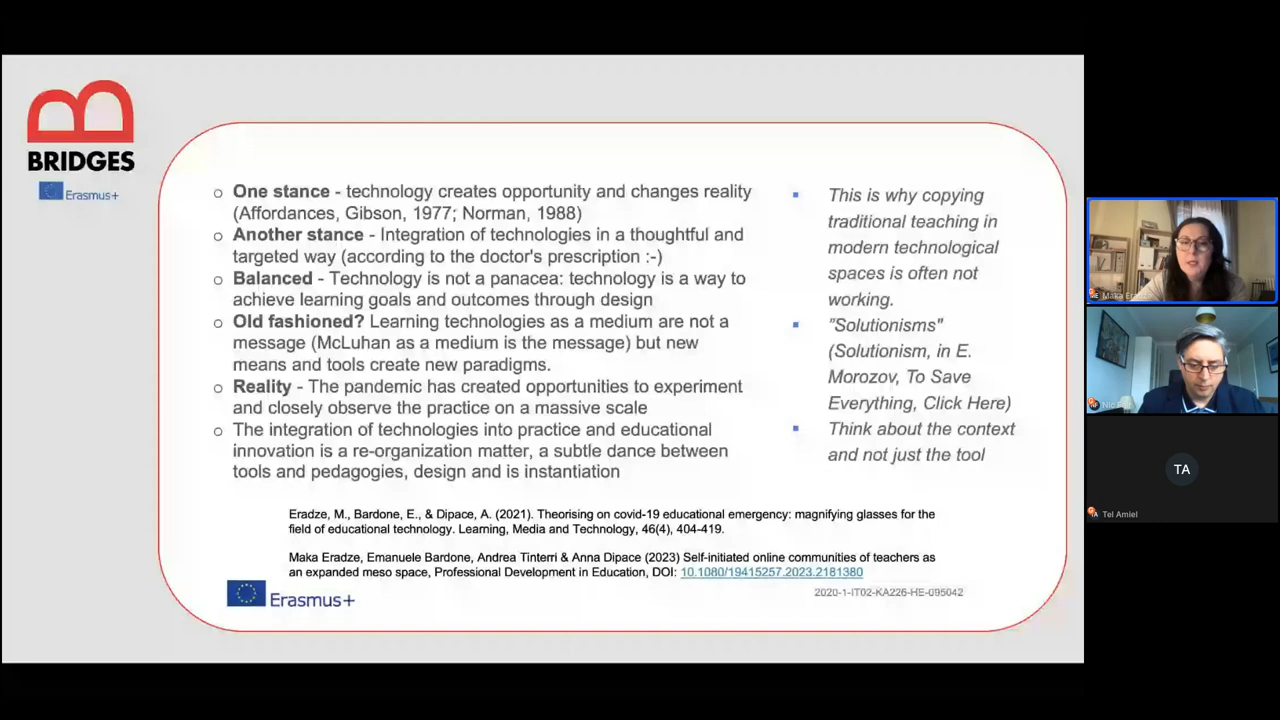 BRIDGES
Erasmus+
One stance - technology creates opportunity and changes reality
(Affordances, Gibson, 1977; Norman, 1988)
Another stance - Integration of technologies in a thoughtful and
targeted way (according to the doctor's prescription :-)
Balanced - Technology is not a panacea: technology is a way to
achieve learning goals and outcomes through design
Old fashioned? Learning technologies as a medium are not a
message (McLuhan as a medium is the message) but new
means and tools create new paradigms.
Reality - The pandemic has created opportunities to experiment
and closely observe the practice on a massive scale
The integration of technologies into practice and educational
innovation is a re-organization matter, a subtle dance between
tools and pedagogies, design and is instantiation
This is why copying
traditional teaching in
modern technological
spaces is often not
working.
"Solutionisms"
(Solutionism, in E.
Morozov, To Save
Everything, Click Here)
Think about the context
and not just the tool
Eradze, M., Bardone, E., & Dipace, A. (2021). Theorising on covid-19 educational emergency: magnifying glasses for the
field of educational technology. Learning, Media and Technology, 46(4), 404-419.
Maka Eradze, Emanuele Bardone, Andrea Tinterri & Anna Dipace (2023) Self-initiated online communities of teachers as
an expanded meso space, Professional Development in Education, DOI: 10.1080/19415257.2023.2181380
Erasmus+
2020-1-IT02-KA226-HE-095042
Maka
TA
Tel Amiel